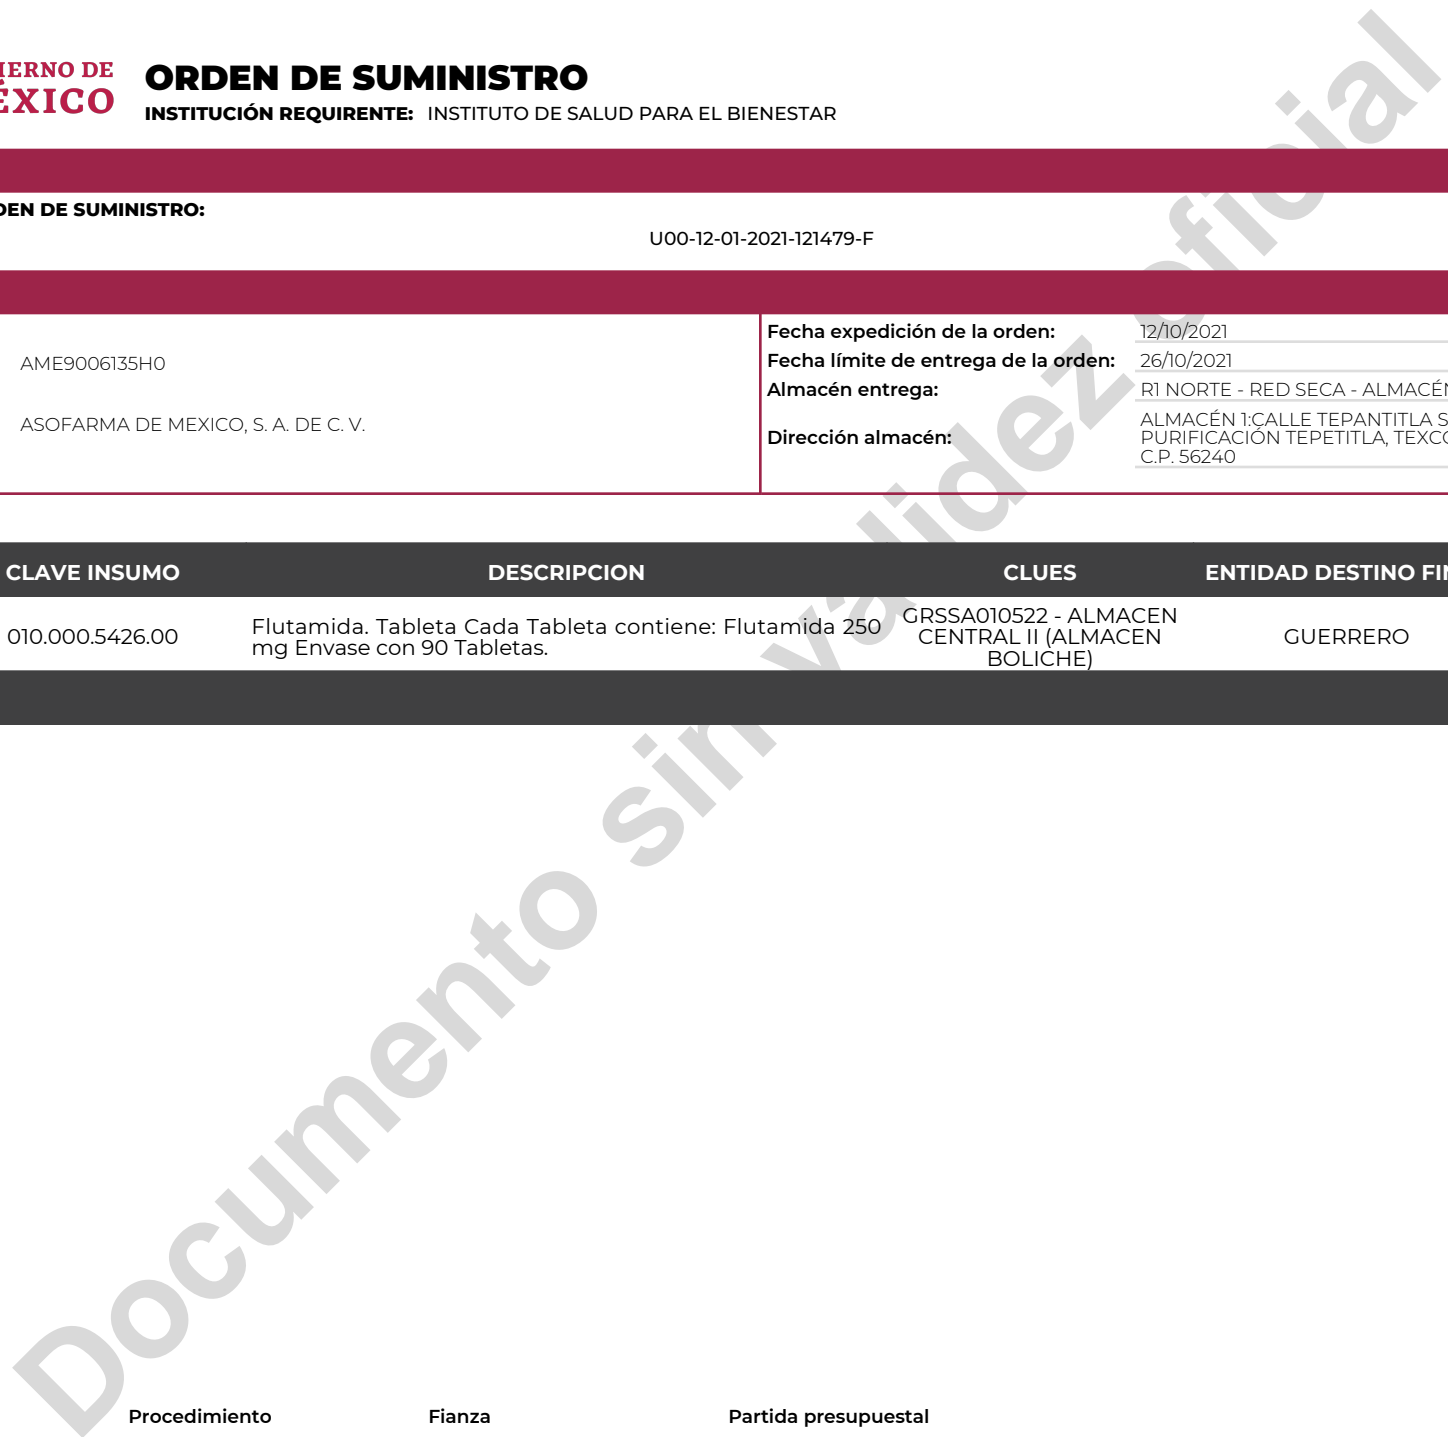 IERNO DE
ÉXICO
ORDEN DE SUMINISTRO
INSTITUCIÓN REQUIRENTE: INSTITUTO DE SALUD PARA EL BIENESTAR
DEN DE SUMINISTRO:
U00-12-01-2021-121479-F
AME9006135H0
ASOFARMA DE MEXICO, S. A. DE C. V.
Fecha expedición de la orden: 12/10/2021
Fecha límite de entrega de la orden: 26/10/2021
Almacén entrega: R1 NORTE - RED SECA - ALMACÉN
Dirección almacén: ALMACÉN 1:CALLE TEPANTITLA S
PURIFICACIÓN TEPETITLA, TEXCO
C.P. 56240
CLAVE INSUMO DESCRIPCION CLUES ENTIDAD DESTINO FIN
010.000.5426.00
Flutamida. Tableta Cada Tableta contiene: Flutamida 250
mg Envase con 90 Tabletas.
GRSSA010522 - ALMACEN
CENTRAL II (ALMACEN
BOLICHE)
GUERRERO
Documento sin validez oficial
Procedimiento Fianza Partida presupuestal